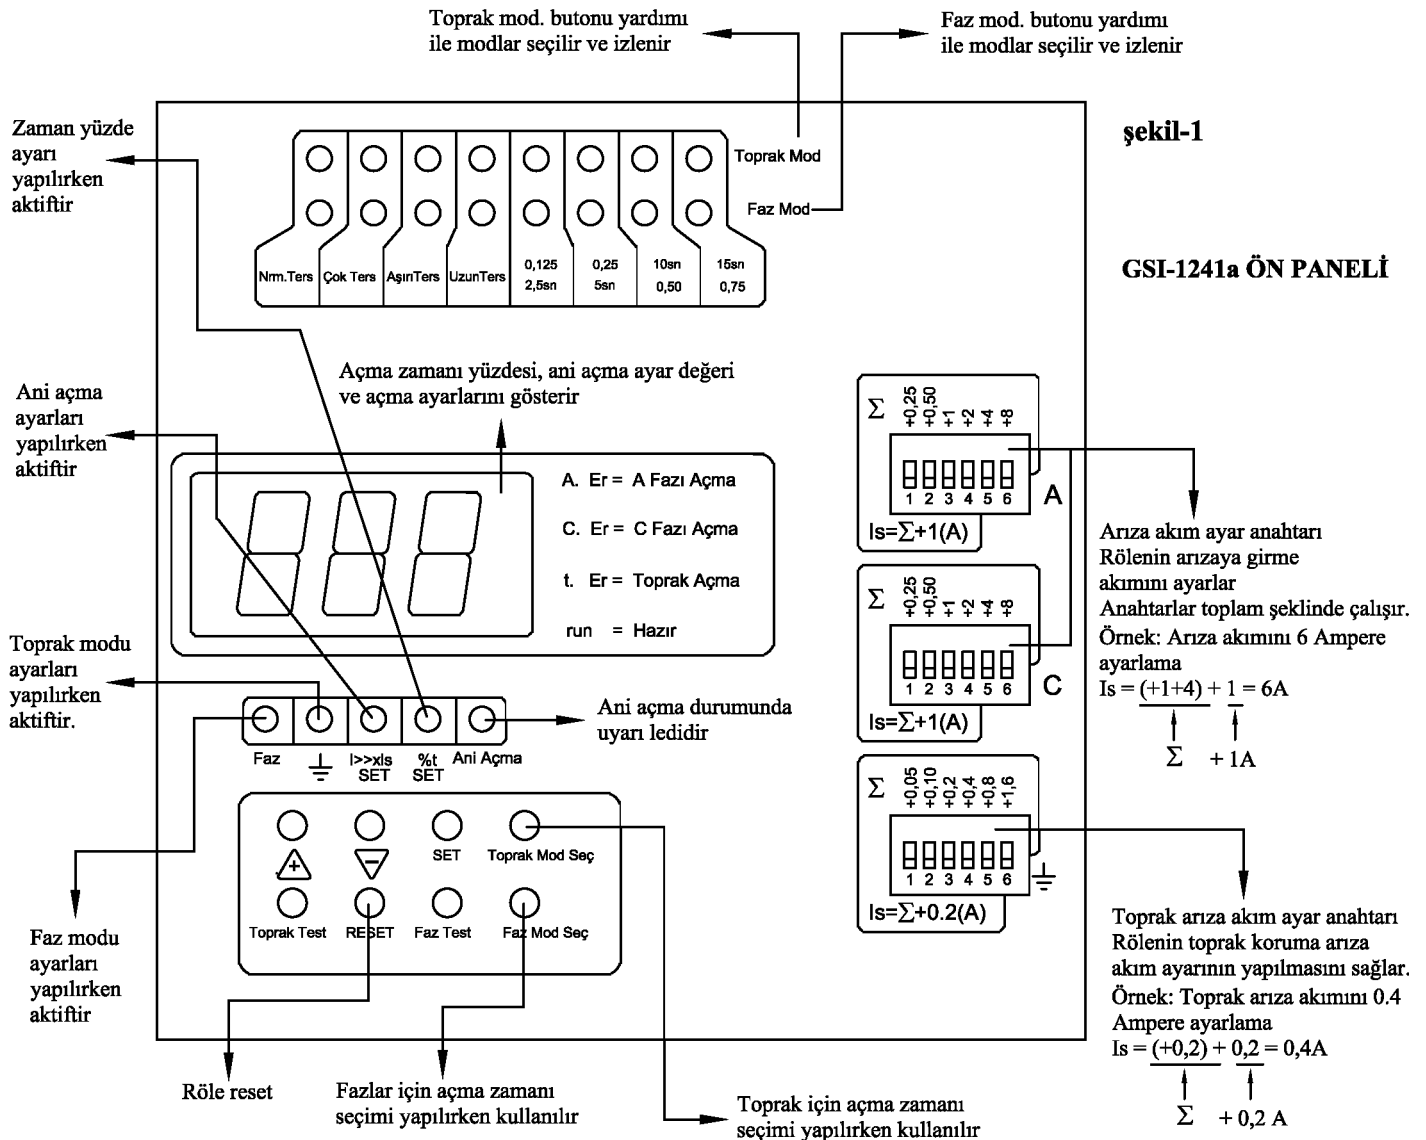 Toprak mod. butonu yardımı
ile modlar seçilir ve izlenir
Faz mod. butonu yardımı
ile modlar seçilir ve izlenir
şekil-1
GSI-1241a ÖN PANELİ
Zaman yüzde
ayarı
yapılırken
aktiftir
Toprak Mod
Faz Mod
Nrm.Ters
Çok Ters
AşırıTers
UzunTers
0,125
2,5sn
0,25
5sn
10sn
0,50
15sn
0,75
Ani açma
ayarları
yapılırken
aktiftir
Açma zamanı yüzdesi, ani açma ayar değeri
ve açma ayarlarını gösterir
A. Er = A Fazı Açma
C. Er = C Fazı Açma
t. Er = Toprak Açma
run = Hazır
Σ +0,25 +0,50 +1 +2 +4 +8
1 2 3 4 5 6
A
Is=Σ+1(A)
Σ +0,25 +0,50 +1 +2 +4 +8
1 2 3 4 5 6
C
Is=Σ+1(A)
Σ +0,05 +0,10 +0,2 +0,4 +0,8 +1,6
1 2 3 4 5 6
Is=Σ+0.2(A)
Arıza akım ayar anahtarı
Rölenin arızaya girme
akımını ayarlar
Anahtarlar toplam şeklinde çalışır.
Örnek: Arıza akımını 6 Ampere
ayarlama
Is = (+1+4) + 1 = 6A
Σ + 1A
Toprak modu
ayarları
yapılırken
aktiftir.
Faz
I>>xIs
SET
%t
SET
Ani Açma
Ani açma durumunda
uyarı ledidir
+
−
SET
Toprak Mod Seç
Toprak Test
RESET
Faz Test
Faz Mod Seç
Faz modu
ayarları
yapılırken
aktiftir
Röle reset
Fazlar için açma zamanı
seçimi yapılırken kullanılır
Toprak için açma zamanı
seçimi yapılırken kullanılır
Toprak arıza akım ayar anahtarı
Rölenin toprak koruma arıza
akım ayarının yapılmasını sağlar.
Örnek: Toprak arıza akımını 0.4
Ampere ayarlama
Is = (+0,2) + 0,2 = 0,4A
Σ + 0,2 A